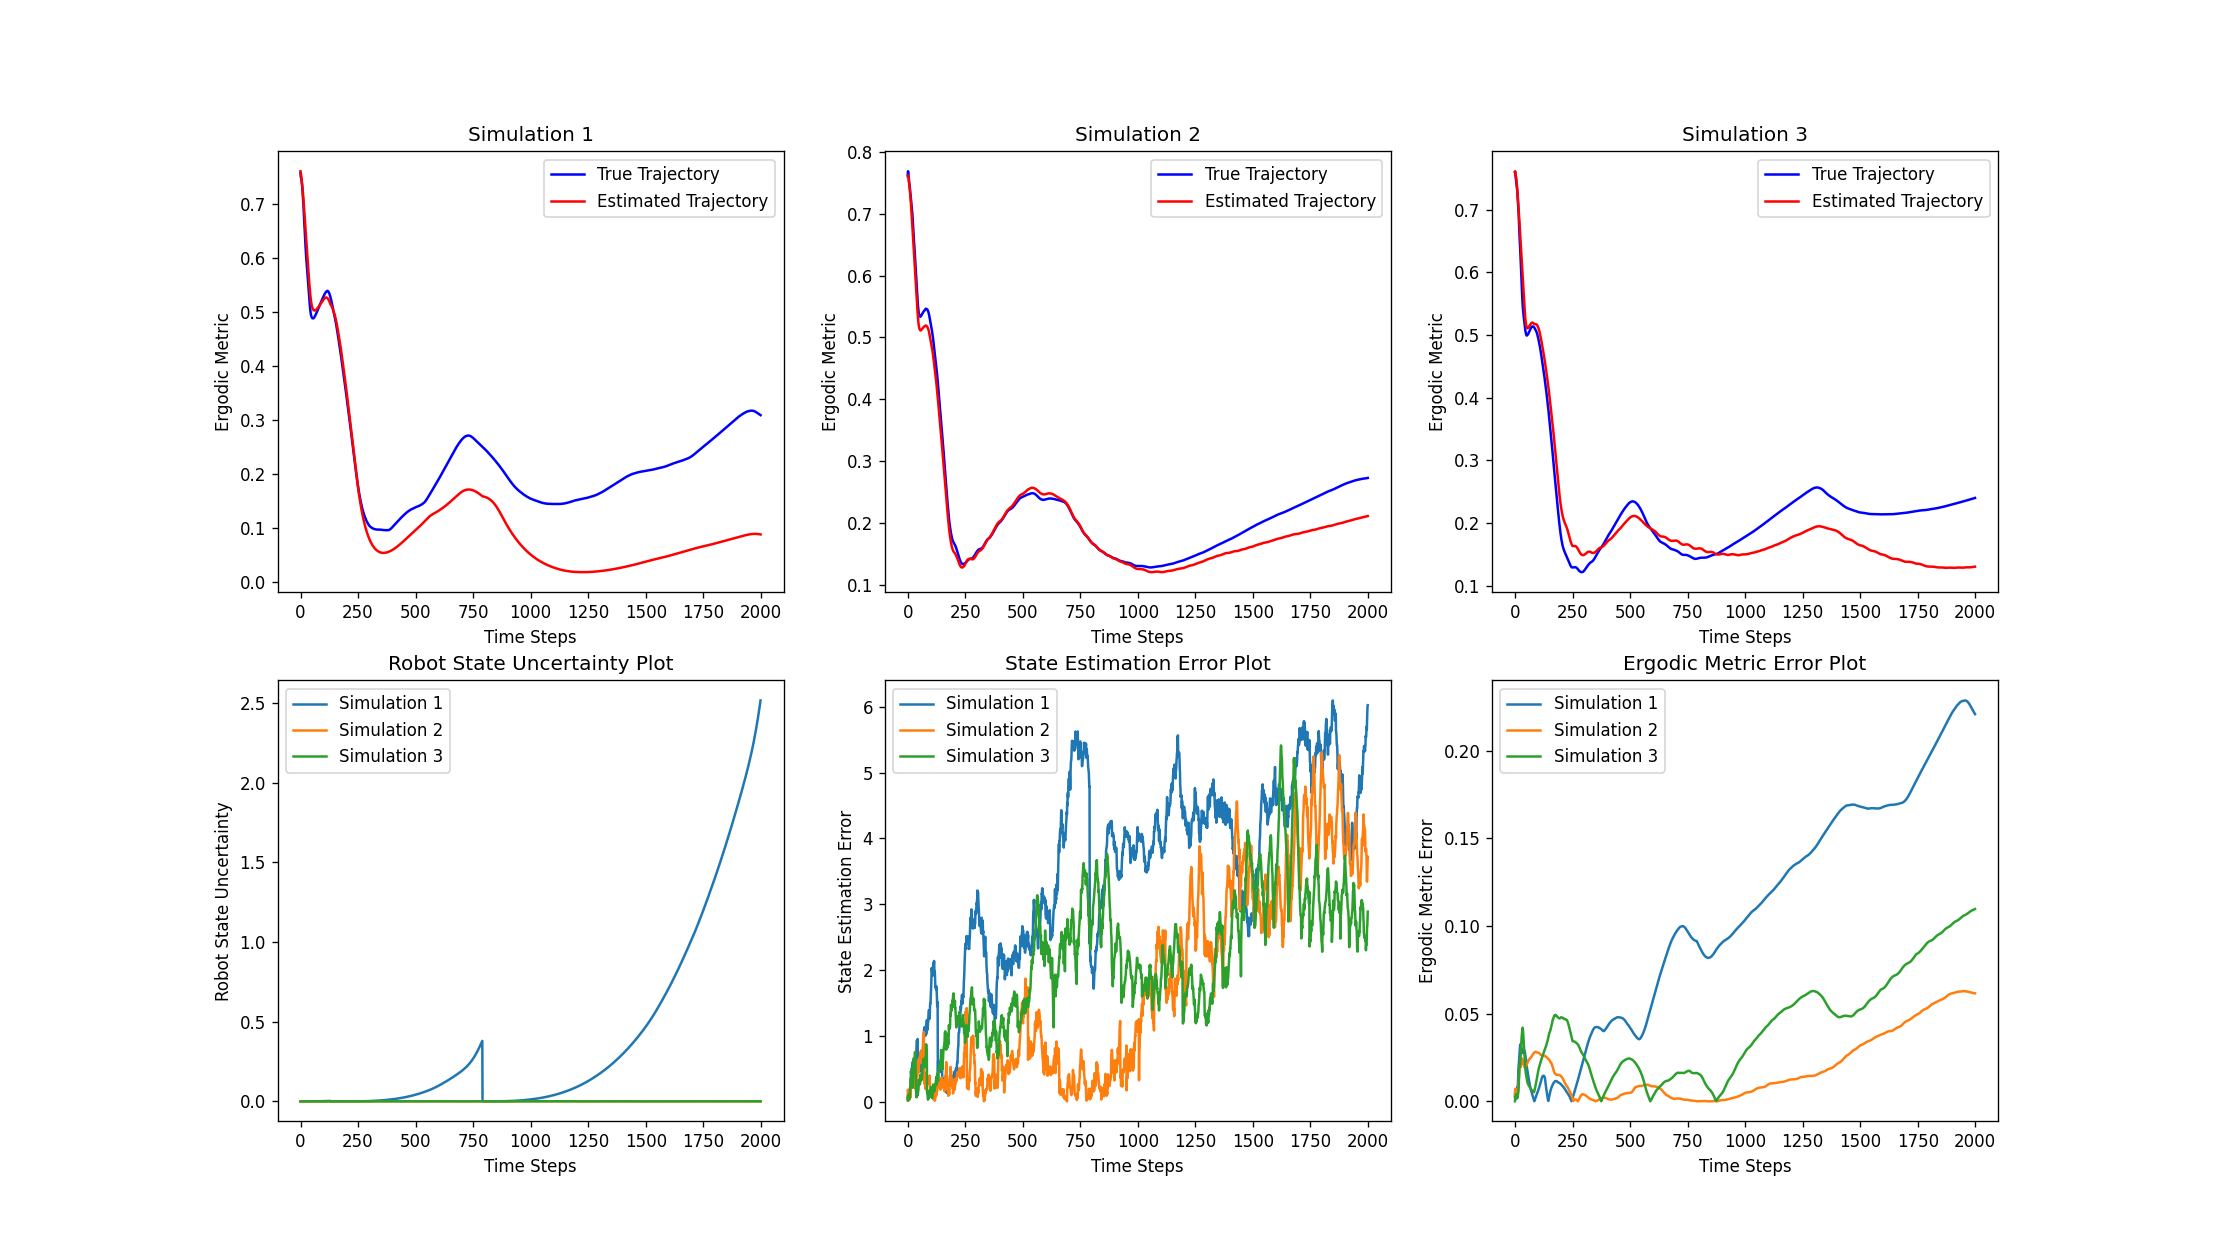 Simulation 1
Ergodic Metric
0.7
0.6
0.5
0.4
0.3
0.2
0.1
0.0
True Trajectory
Estimated Trajectory
0 250 500 750 1000 1250 1500 1750 2000
Time Steps
Simulation 2
Ergodic Metric
0.8
0.7
0.6
0.5
0.4
0.3
0.2
0.1
True Trajectory
Estimated Trajectory
0 250 500 750 1000 1250 1500 1750 2000
Time Steps
Simulation 3
Ergodic Metric
0.7
0.6
0.5
0.4
0.3
0.2
0.1
True Trajectory
Estimated Trajectory
0 250 500 750 1000 1250 1500 1750 2000
Time Steps
Robot State Uncertainty Plot
Robot State Uncertainty
2.5
2.0
1.5
1.0
0.5
0.0
Simulation 1
Simulation 2
Simulation 3
0 250 500 750 1000 1250 1500 1750 2000
Time Steps
State Estimation Error Plot
State Estimation Error
6
5
4
3
2
1
0
Simulation 1
Simulation 2
Simulation 3
0 250 500 750 1000 1250 1500 1750 2000
Time Steps
Ergodic Metric Error Plot
Ergodic Metric Error
0.20
0.15
0.10
0.05
0.00
Simulation 1
Simulation 2
Simulation 3
0 250 500 750 1000 1250 1500 1750 2000
Time Steps